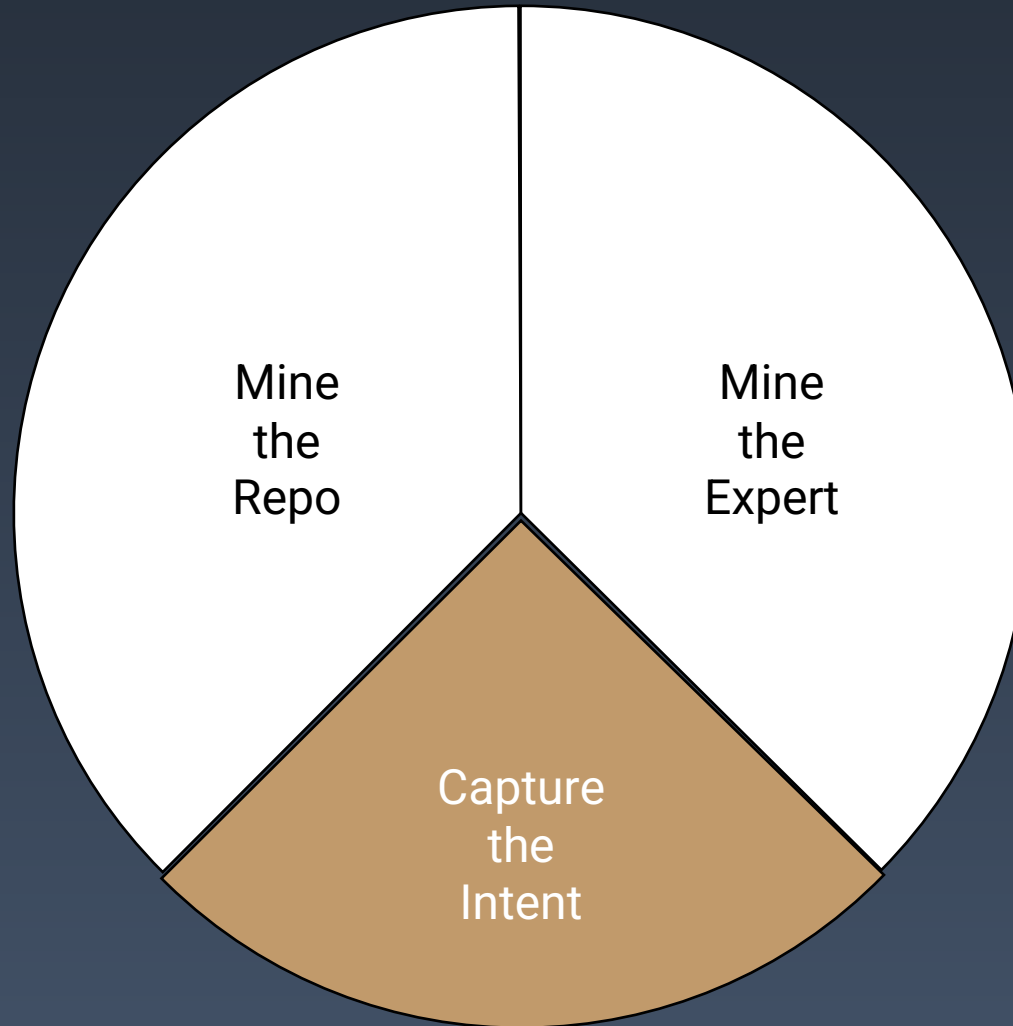 Mine
the
Repo
Mine
the
Expert
Capture
the
Intent